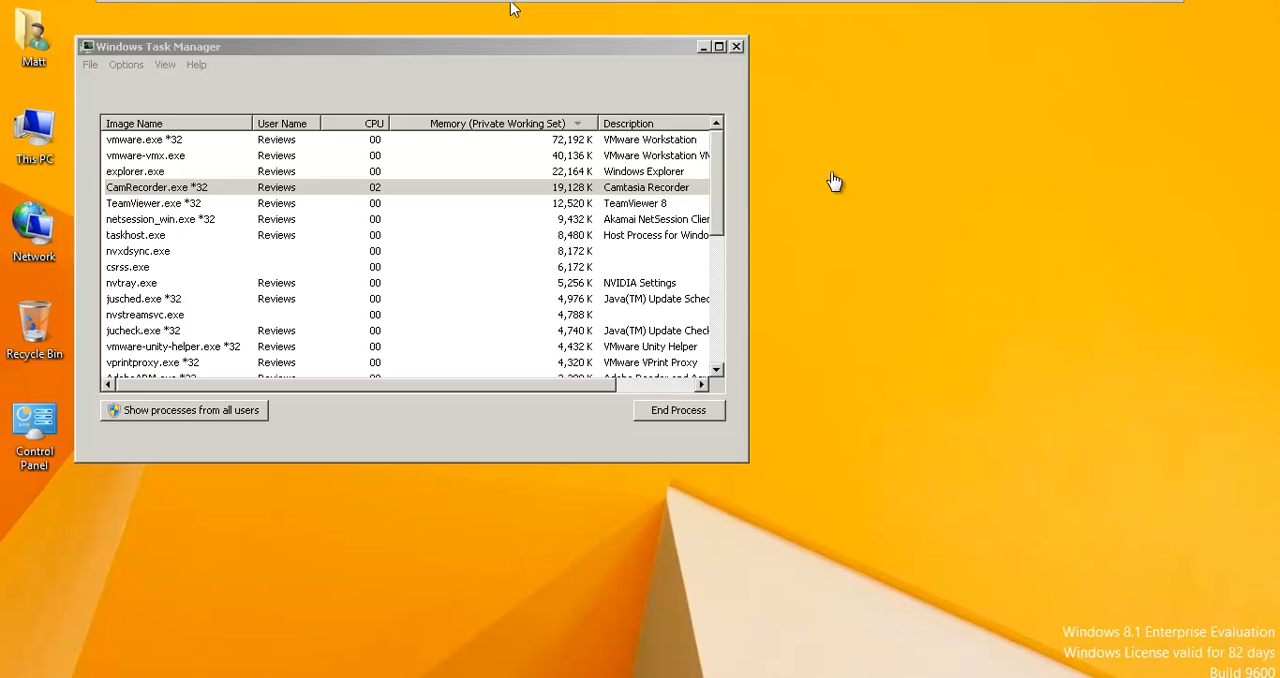 Matt
This PC
Network
Recycle Bin
Control
Panel
Windows Task Manager
File Options View Help
Image Name User Name CPU Memory (Private Working Set) Description
vmware.exe *32 Reviews 00 72,192 K VMware Workstation
vmware-vmx.exe Reviews 00 40,136 K VMware Workstation VM
explorer.exe Reviews 00 22,164 K Windows Explorer
CamRecorder.exe *32 Reviews 02 19,128 K Camtasia Recorder
TeamViewer.exe *32 Reviews 00 12,520 K TeamViewer 8
netsession_win.exe *32 Reviews 00 9,432 K Akamai NetSession Clie
taskhost.exe Reviews 00 8,480 K Host Process for Windo
nvxdsync.exe 00 8,172 K
csrss.exe 00 6,172 K
nvtray.exe Reviews 00 5,256 K NVIDIA Settings
jusched.exe *32 Reviews 00 4,976 K Java(TM) Update Sched
nvstreamsvc.exe 00 4,788 K
jucheck.exe *32 Reviews 00 4,740 K Java(TM) Update Check
vmware-unity-helper.exe *32 Reviews 00 4,432 K VMware Unity Helper
vprintproxy.exe *32 Reviews 00 4,320 K VMware VPrint Proxy
Show processes from all users End Process
Windows 8.1 Enterprise Evaluation
Windows License valid for 82 days
Build 9600